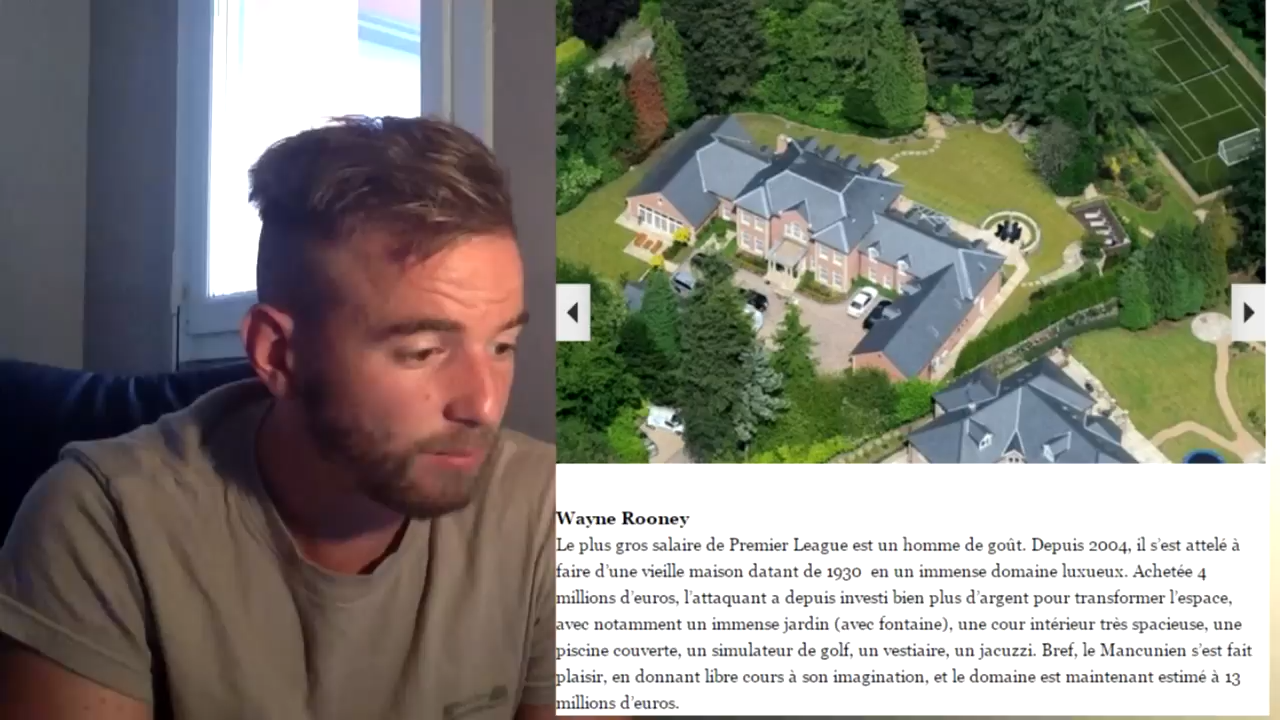 Wayne Rooney
Le plus gros salaire de Premier League est un homme de goût. Depuis 2004, il s'est attelé à
faire d'une vieille maison datant de 1930 en un immense domaine luxueux. Achetée 4
millions d'euros, l'attaquant a depuis investi bien plus d'argent pour transformer l'espace,
avec notamment un immense jardin (avec fontaine), une cour intérieur très spacieuse, une
piscine couverte, un simulateur de golf, un vestiaire, un jacuzzi. Bref, le Mancunien s'est fait
plaisir, en donnant libre cours à son imagination, et le domaine est maintenant estimé à 13
millions d'euros.